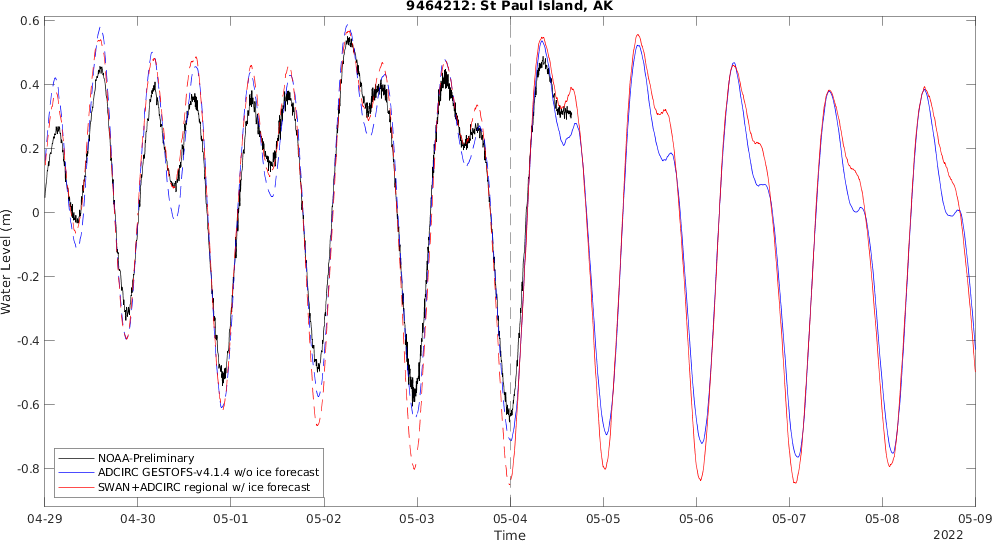 9464212: St Paul Island, AK
0.6
0.4
0.2
0
-0.2
-0.4
-0.6
-0.8
Water Level (m)
NOAA-Preliminary
ADCIRC GESTOFS-v4.1.4 w/o ice forecast
SWAN+ADCIRC regional w/ ice forecast
04-29 04-30 05-01 05-02 05-03 05-04 05-05 05-06 05-07 05-08 05-09
Time
2022